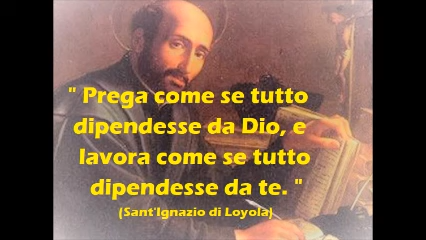 " Prega come se tutto
dipendesse da Dio, e
lavora come se tutto
dipendesse da te. "
(Sant'Ignazio di Loyola)